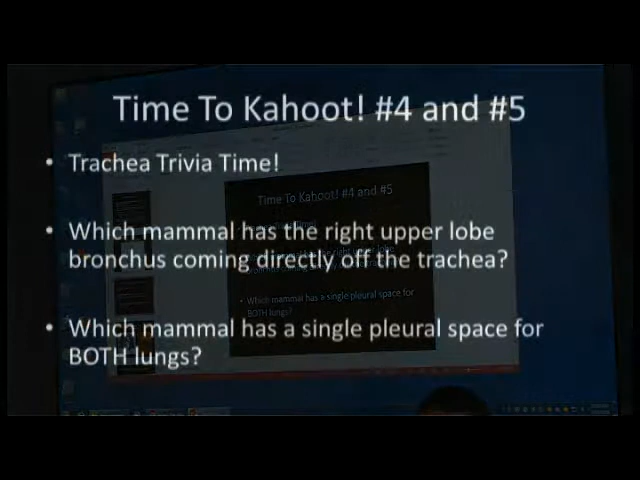 Time To Kahoot! #4 and #5
• Trachea Trivia Time!
• Which mammal has the right upper lobe
bronchus coming directly off the trachea?
• Which mammal has a single pleural space for
BOTH lungs?
Time To Kahoot! #4 and #5
• Which mammal has a single pleural space for
BOTH lungs?